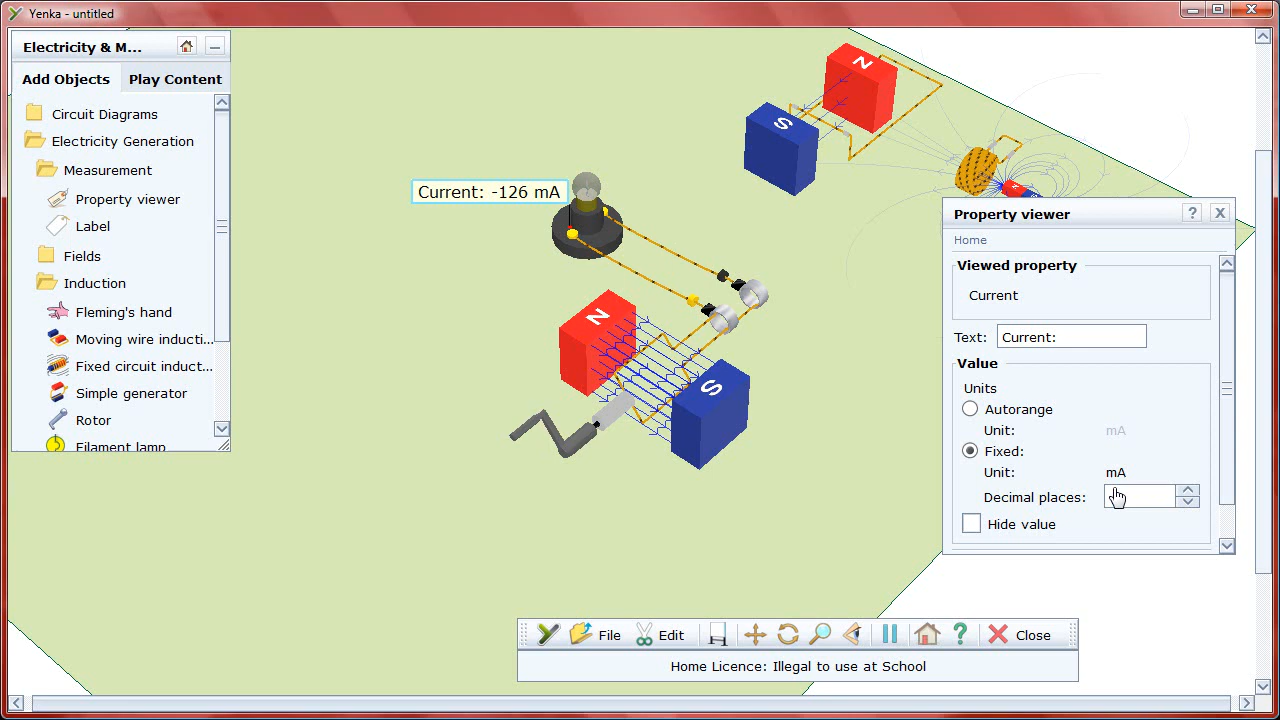 Yenka - untitled
Electricity & M...
Add Objects
Play Content
Circuit Diagrams
Electricity Generation
Measurement
Property viewer
Label
Fields
Induction
Fleming's hand
Moving wire inducti...
Fixed circuit induct...
Simple generator
Rotor
Filament lamp
Current: -126 mA
N
S
N
S
N
Property viewer
?
Home
Viewed property
Current
Text: Current:
Value
Units
Autorange
Unit: mA
Fixed:
Unit: mA
Decimal places:
Hide value
File
Edit
?
Close
Home Licence: Illegal to use at School